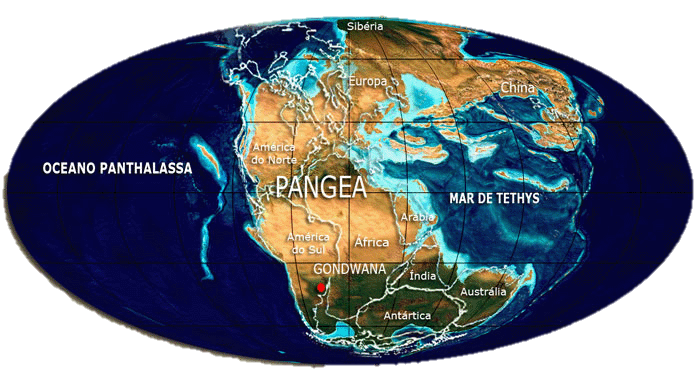 Sibéria
Europa
China
América
do Norte
OCEANO PANTHALASSA
PANGEA
MAR DE TETHYS
Arábia
América
do Sul
África
GONDWANA
Índia
Austrália
Antártica